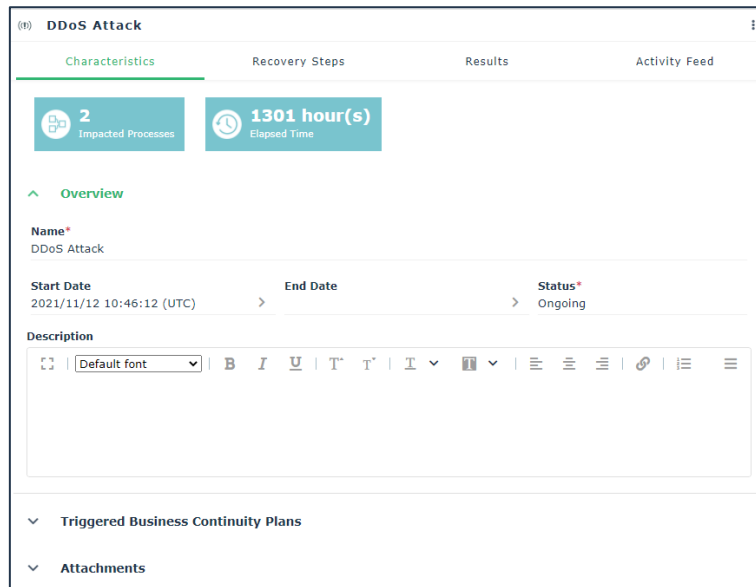 DDoS Attack
Characteristics Recovery Steps Results Activity Feed
2
Impacted Processes
1301 hour(s)
Elapsed Time
Overview
Name*
DDoS Attack
Start Date End Date Status*
2021/11/12 10:46:12 (UTC) Ongoing
Description
Default font B I U T T T T
Triggered Business Continuity Plans
Attachments